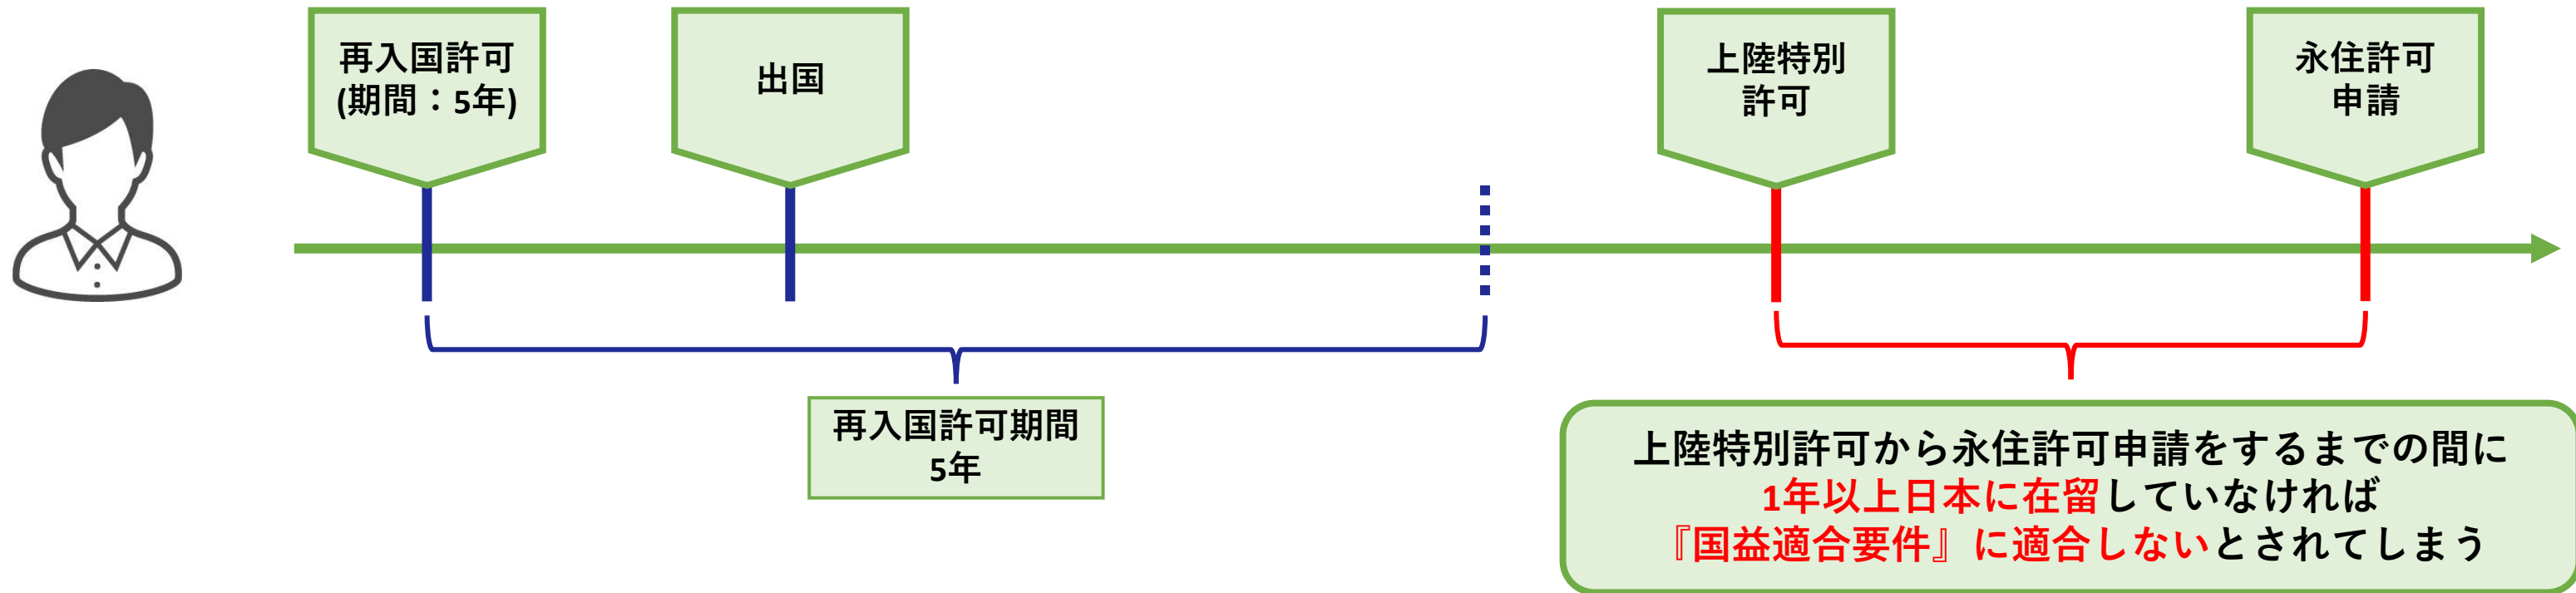 再入国許可
(期間：5年)
出国
上陸特別
許可
永住許可
申請
再入国許可期間
5年
上陸特別許可から永住許可申請をするまでの間に
1年以上日本に在留していなければ
『国益適合要件』に適合しないとされてしまう